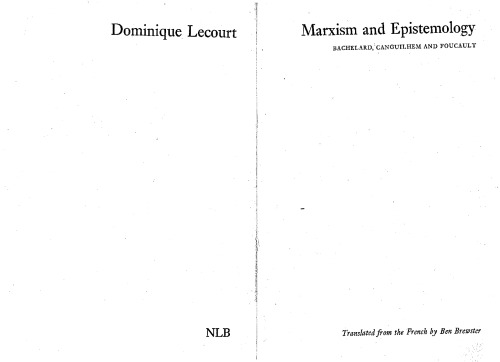 Dominique Lecourt
NLB
Marxism and Epistemology
BACHELARD, CANGUILHEM AND FOUCAULT
Translated from the French by Ben Brewster